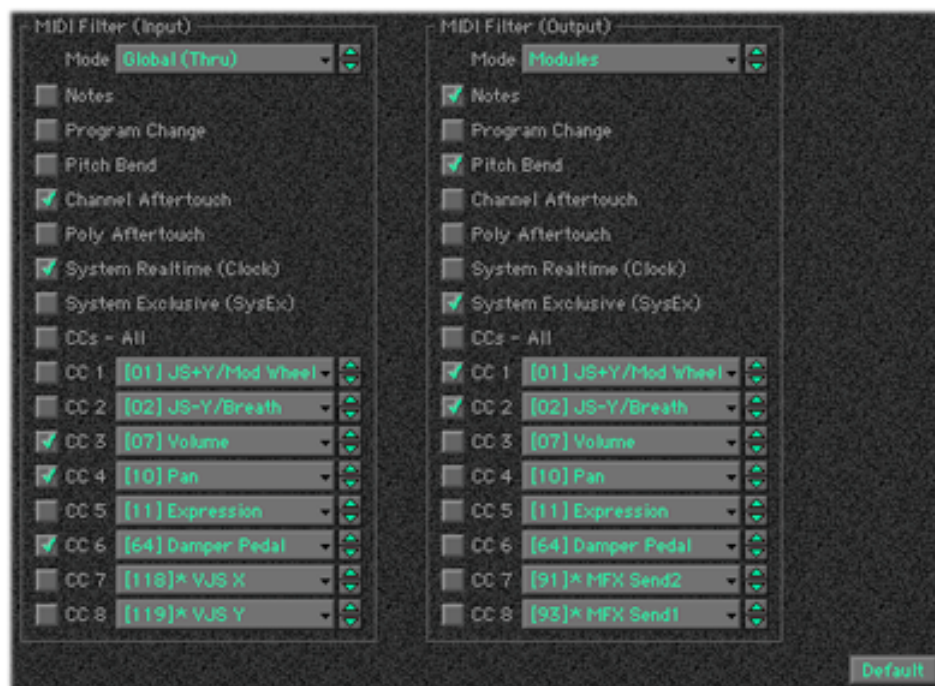 MIDI Filter (Input)
Mode Global (Thru)
Notes
Program Change
Pitch Bend
Channel Aftertouch
Poly Aftertouch
System Realtime (Clock)
System Exclusive (SysEx)
CCs - All
CC 1 [01] JS+Y/Mod Wheel
CC 2 [02] JS-Y/Breath
CC 3 [07] Volume
CC 4 [10] Pan
CC 5 [11] Expression
CC 6 [64] Damper Pedal
CC 7 [118]* VJS X
CC 8 [119]* VJS Y
MIDI Filter (Output)
Mode Modules
Notes
Program Change
Pitch Bend
Channel Aftertouch
Poly Aftertouch
System Realtime (Clock)
System Exclusive (SysEx)
CCs - All
CC 1 [01] JS+Y/Mod Wheel
CC 2 [02] JS-Y/Breath
CC 3 [07] Volume
CC 4 [10] Pan
CC 5 [11] Expression
CC 6 [64] Damper Pedal
CC 7 [91]* MFX Send2
CC 8 [93]* MFX Send1
Default